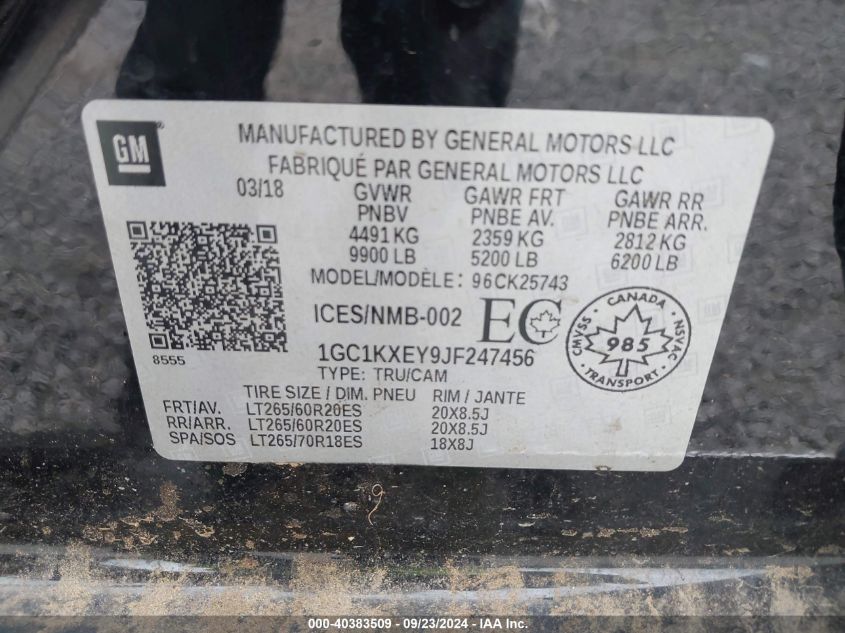 GM
MANUFACTURED BY GENERAL MOTORS LLC
FABRIQUÉ PAR GENERAL MOTORS LLC
03/18 GVWR GAWR FRT GAWR RR
PNBV PNBE AV. PNBE ARR.
4491 KG 2359 KG 2812 KG
9900 LB 5200 LB 6200 LB
MODEL/MODÈLE: 96CK25743
ICES/NMB-002 EC
CANADA
CMVSS 985 NSVAC
TRANSPORT
8555
1GC1KXEY9JF247456
TYPE: TRU/CAM
TIRE SIZE / DIM. PNEU RIM / JANTE
FRT/AV. LT265/60R20ES 20X8.5J
RR/ARR. LT265/60R20ES 20X8.5J
SPA/SOS LT265/70R18ES 18X8J
000-40383509 - 09/23/2024 - IAA Inc.